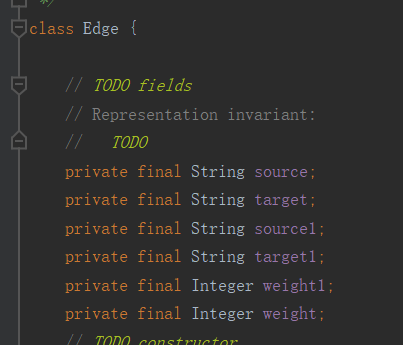 */
class Edge {
// TODO fields
// Representation invariant:
//   TODO
private final String source;
private final String target;
private final String source1;
private final String target1;
private final Integer weight1;
private final Integer weight;
// TODO constructor